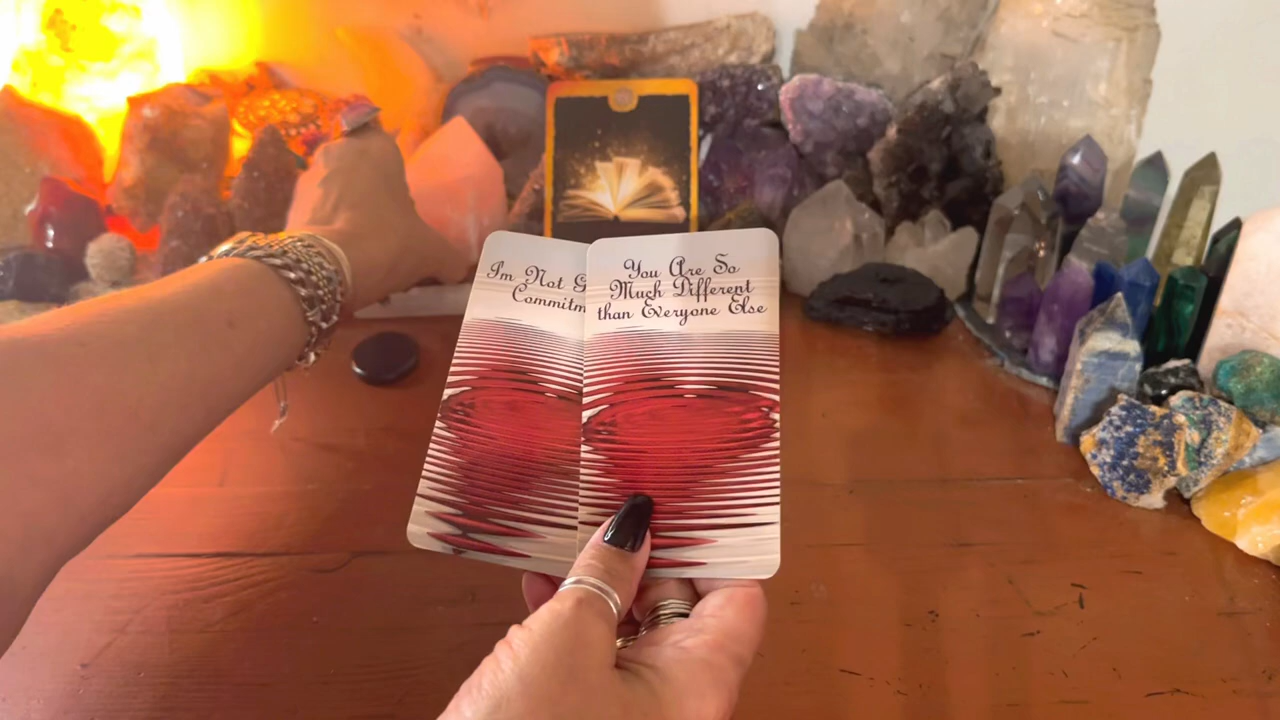 I'm Not G
Commitm
You Are So
Much Different
than Everyone Else